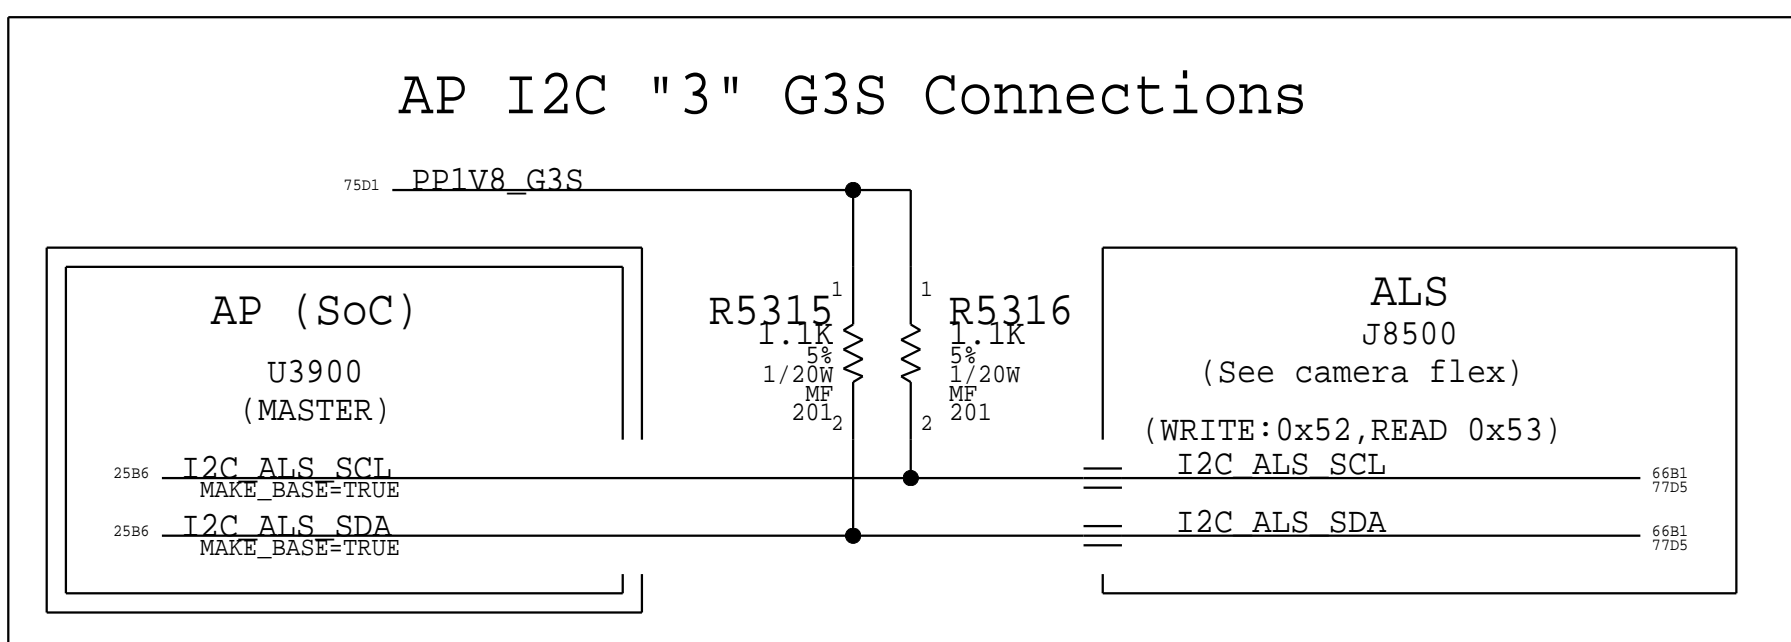 AP I2C "3" G3S Connections
75D1 PP1V8_G3S
AP (SoC)
U3900
(MASTER)
R5315
1
1.1K
5%
1/20W
MF
201
2
1
R5316
1.1K
5%
1/20W
MF
201
2
ALS
J8500
(See camera flex)
(WRITE:0x52,READ 0x53)
25B6 I2C_ALS_SCL
MAKE_BASE=TRUE
I2C_ALS_SCL
66B1
77D5
25B6 I2C_ALS_SDA
MAKE_BASE=TRUE
I2C_ALS_SDA
66B1
77D5